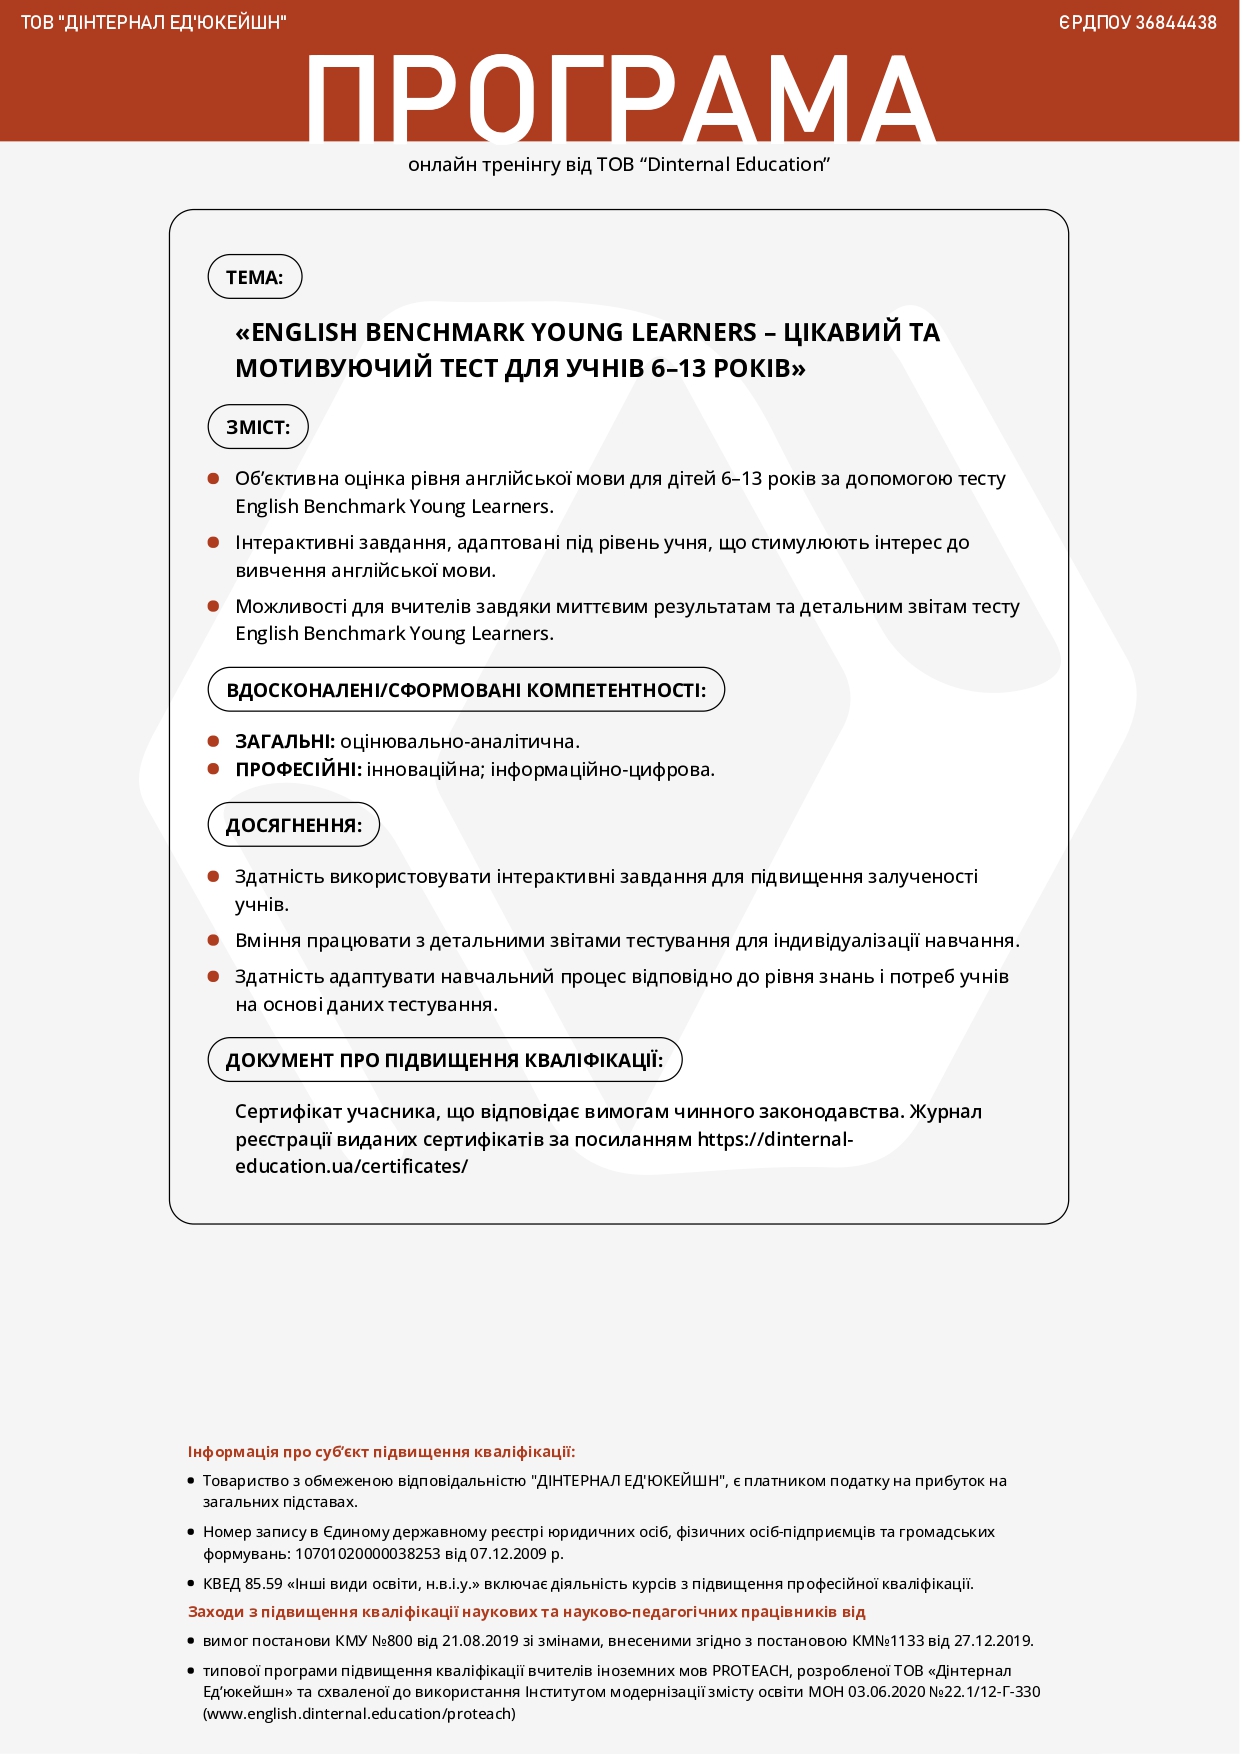 ТОВ "ДІНТЕРНАЛ ЕД'ЮКЕЙШН"
ЄРДПОУ 36844438
ПРОГРАМА
онлайн тренінгу від ТОВ “Dinternal Education”
ТЕМА:
«ENGLISH BENCHMARK YOUNG LEARNERS – ЦІКАВИЙ ТА
МОТИВУЮЧИЙ ТЕСТ ДЛЯ УЧНІВ 6–13 РОКІВ»
ЗМІСТ:
Об’єктивна оцінка рівня англійської мови для дітей 6–13 років за допомогою тесту
English Benchmark Young Learners.
Інтерактивні завдання, адаптовані під рівень учня, що стимулюють інтерес до
вивчення англійської мови.
Можливості для вчителів завдяки миттєвим результатам та детальним звітам тесту
English Benchmark Young Learners.
ВДОСКОНАЛЕНІ/СФОРМОВАНІ КОМПЕТЕНТНОСТІ:
ЗАГАЛЬНІ: оцінювально-аналітична.
ПРОФЕСІЙНІ: інноваційна; інформаційно-цифрова.
ДОСЯГНЕННЯ:
Здатність використовувати інтерактивні завдання для підвищення залученості
учнів.
Вміння працювати з детальними звітами тестування для індивідуалізації навчання.
Здатність адаптувати навчальний процес відповідно до рівня знань і потреб учнів
на основі даних тестування.
ДОКУМЕНТ ПРО ПІДВИЩЕННЯ КВАЛІФІКАЦІЇ:
Сертифікат учасника, що відповідає вимогам чинного законодавства. Журнал
реєстрації виданих сертифікатів за посиланням https://dinternal-
education.ua/certificates/
Інформація про суб’єкт підвищення кваліфікації:
Товариство з обмеженою відповідальністю "ДІНТЕРНАЛ ЕД'ЮКЕЙШН", є платником податку на прибуток на
загальних підставах.
Номер запису в Єдиному державному реєстрі юридичних осіб, фізичних осіб-підприємців та громадських
формувань: 10701020000038253 від 07.12.2009 р.
КВЕД 85.59 «Інші види освіти, н.в.і.у.» включає діяльність курсів з підвищення професійної кваліфікації.
Заходи з підвищення кваліфікації наукових та науково-педагогічних працівників від
вимог постанови КМУ №800 від 21.08.2019 зі змінами, внесеними згідно з постановою КМ№1133 від 27.12.2019.
типової програми підвищення кваліфікації вчителів іноземних мов PROTEACH, розробленої ТОВ «Дінтернал
Ед’юкейшн» та схваленої до використання Інститутом модернізації змісту освіти МОН 03.06.2020 №22.1/12-Г-330
(www.english.dinternal.education/proteach)